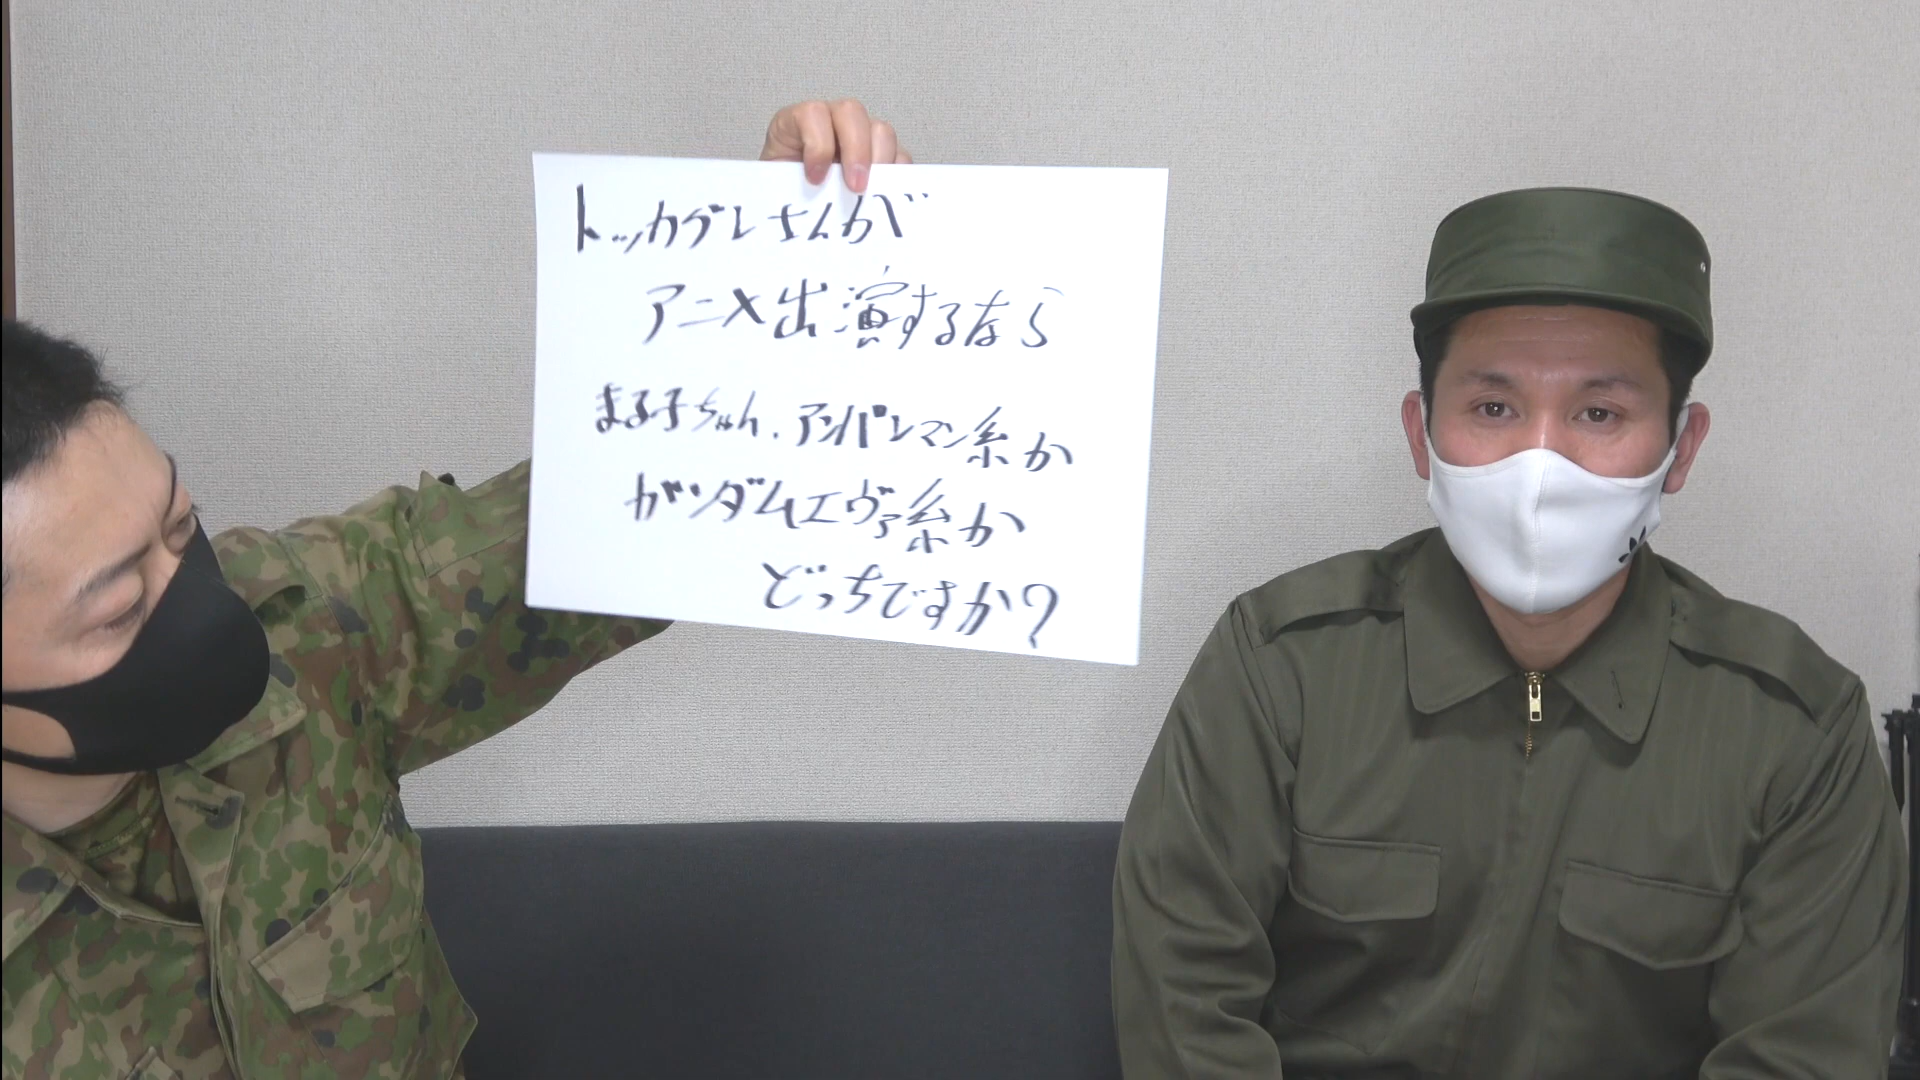 トッカグレさんが
アニメ出演するなら
まる子ちゃん、アンパンマン糸か
ガンダムエヴァ糸か
どっちですか?